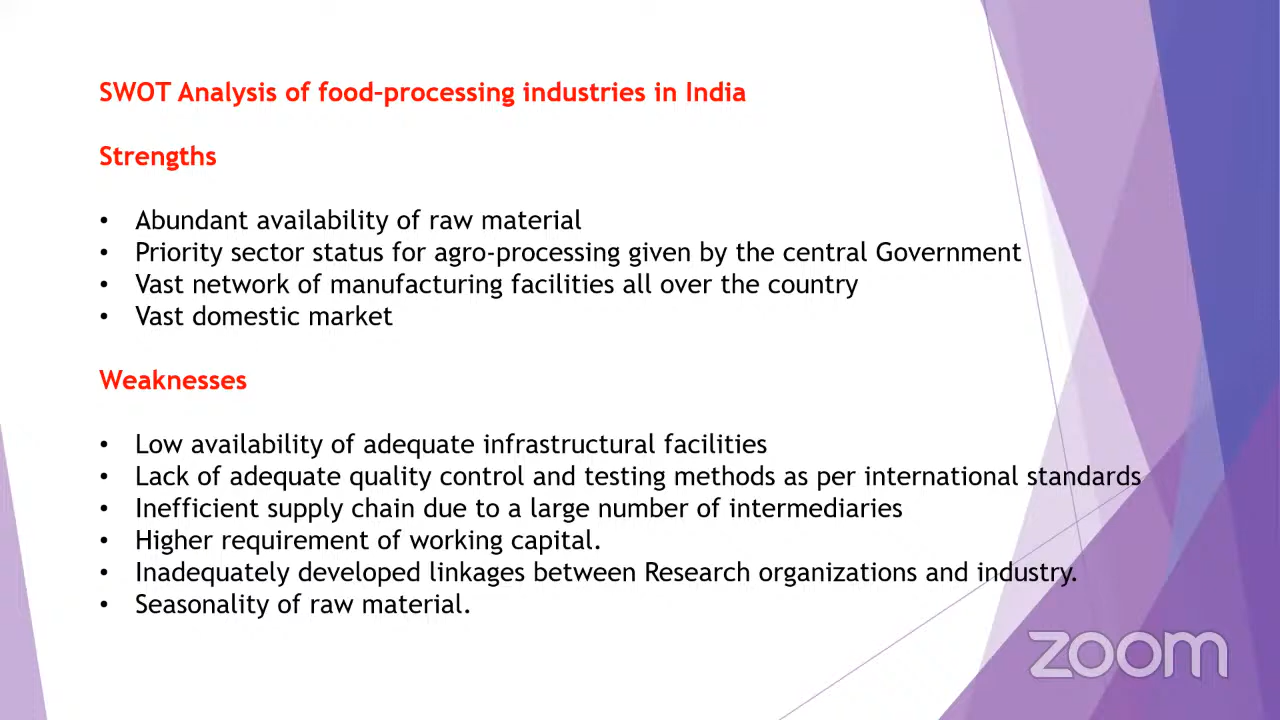 SWOT Analysis of food-processing industries in India
Strengths
• Abundant availability of raw material
• Priority sector status for agro-processing given by the central Government
• Vast network of manufacturing facilities all over the country
• Vast domestic market
Weaknesses
• Low availability of adequate infrastructural facilities
• Lack of adequate quality control and testing methods as per international standards
• Inefficient supply chain due to a large number of intermediaries
• Higher requirement of working capital.
• Inadequately developed linkages between Research organizations and industry.
• Seasonality of raw material.
zoom